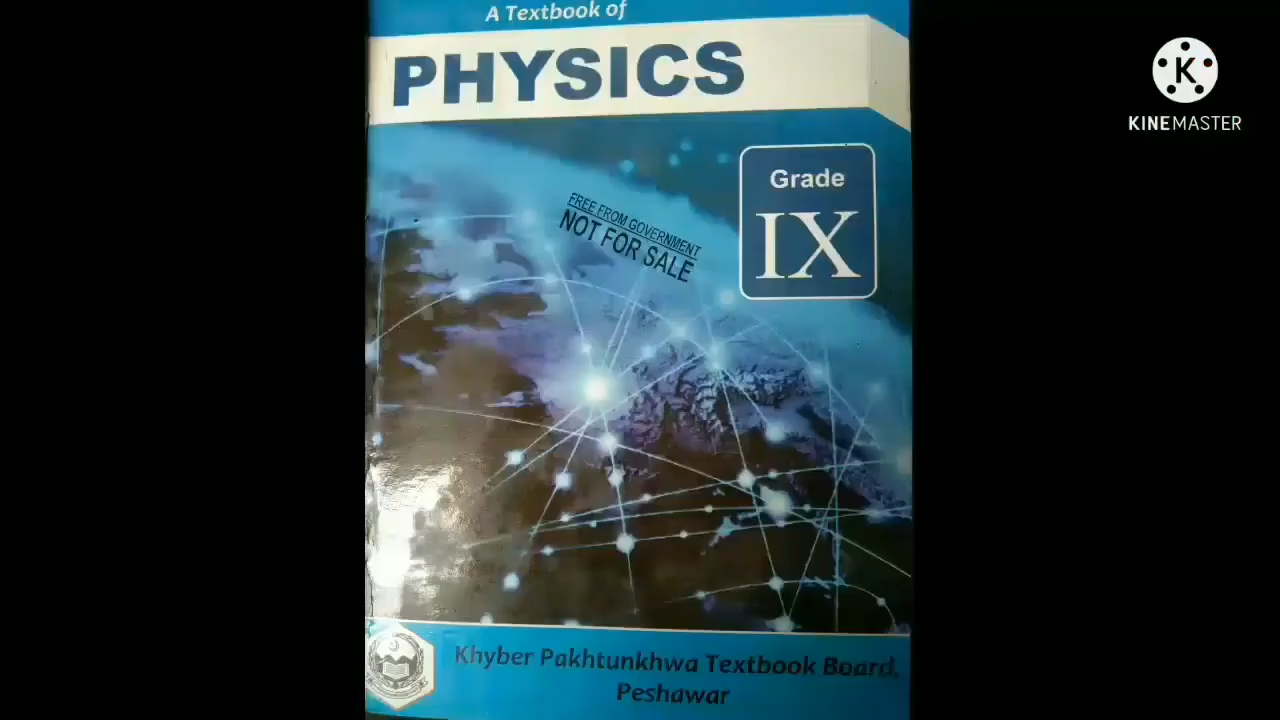 A Textbook of
PHYSICS
K
KINEMASTER
Grade
IX
FREE FROM GOVERNMENT
NOT FOR SALE
Khyber Pakhtunkhwa Textbook Board,
Peshawar